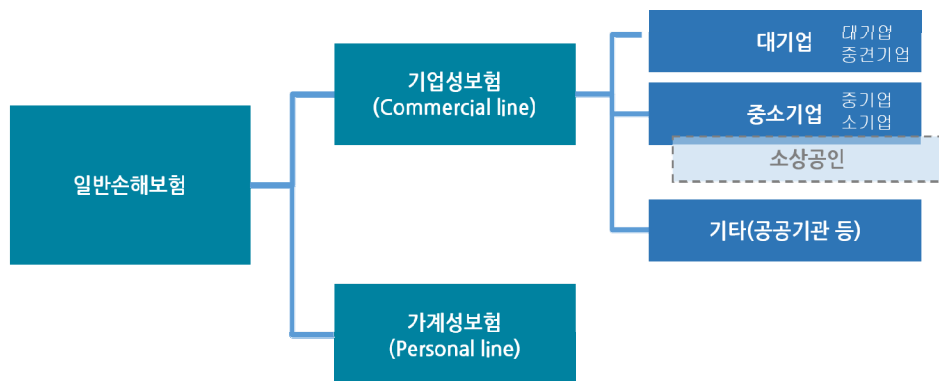 일반손해보험
기업성보험
(Commercial line)
대기업
대기업
중견기업
중소기업
중기업
소기업
소상공인
기타(공공기관 등)
가계성보험
(Personal line)